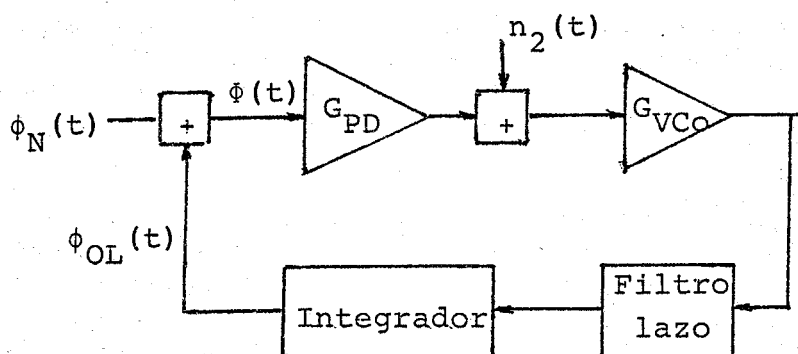 n2(t)
ϕN(t)
+
Φ(t)
GPD
+
GVCo
ϕOL(t)
Integrador
Filtro
lazo